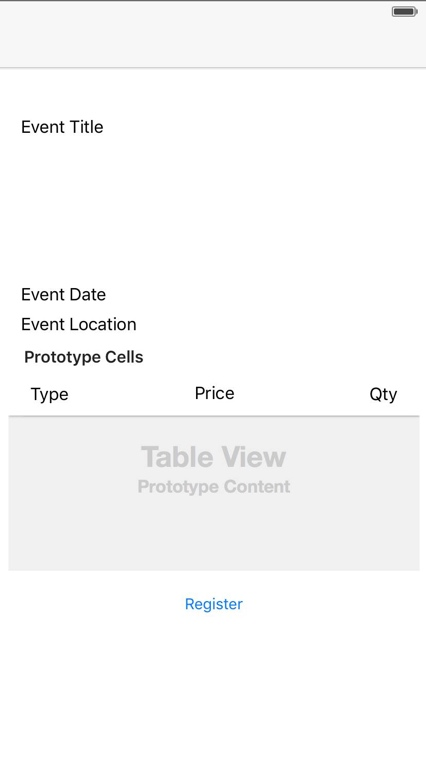 Event Title
Event Date
Event Location
Prototype Cells
Type Price Qty
Table View
Prototype Content
Register